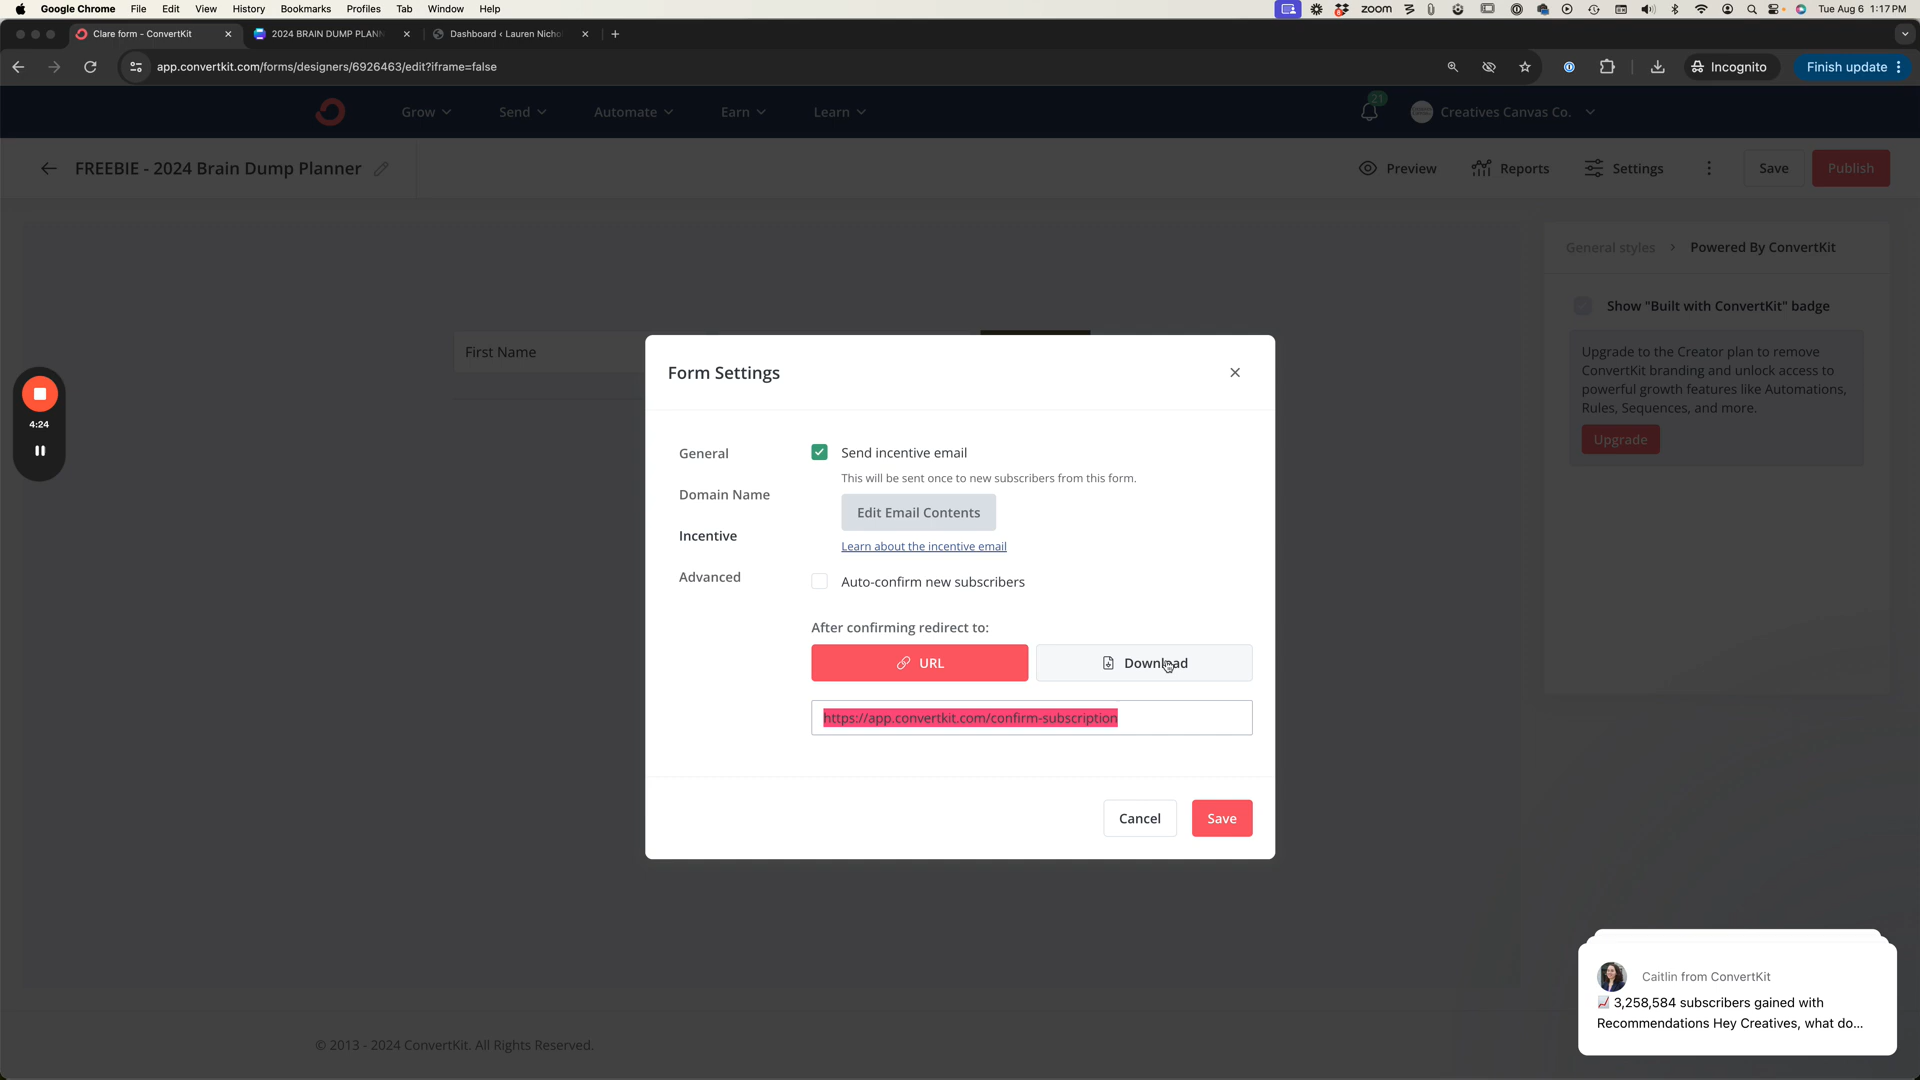 Google Chrome File Edit View History Bookmarks Profiles Tab Window Help zoom Tue Aug 6 1:17 PM
Clare form - ConvertKit 2024 BRAIN DUMP PLANN Dashboard ‹ Lauren Nicho
app.convertkit.com/forms/designers/6926463/edit?iframe=false Incognito Finish update
Grow Send Automate Earn Learn 21 Creatives Canvas Co.
FREEBIE - 2024 Brain Dump Planner Preview Reports Settings Save Publish
General styles > Powered By ConvertKit
Show "Built with ConvertKit" badge
Upgrade to the Creator plan to remove
ConvertKit branding and unlock access to
powerful growth features like Automations,
Rules, Sequences, and more.
Upgrade
First Name
4:24
Form Settings
General
Domain Name
Incentive
Advanced
Send incentive email
This will be sent once to new subscribers from this form.
Edit Email Contents
Learn about the incentive email
Auto-confirm new subscribers
After confirming redirect to:
URL Download
https://app.convertkit.com/confirm-subscription
Cancel Save
Caitlin from ConvertKit
📈 3,258,584 subscribers gained with
Recommendations Hey Creatives, what do...
© 2013 - 2024 ConvertKit. All Rights Reserved.